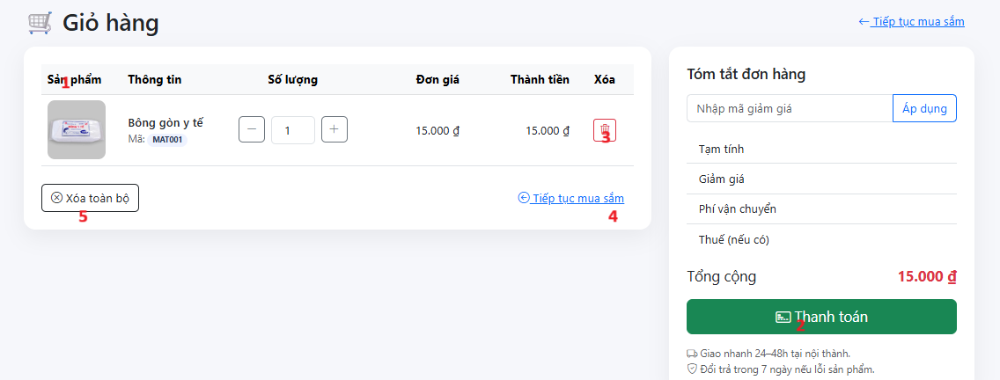 Giỏ hàng
Tiếp tục mua sắm
Sản phẩm Thông tin Số lượng Đơn giá Thành tiền Xóa
1
Bông gòn y tế
Mã: MAT001
1
15.000 ₫
15.000 ₫
3
Xóa toàn bộ
5
Tiếp tục mua sắm
4
Tóm tắt đơn hàng
Nhập mã giảm giá Áp dụng
Tạm tính
Giảm giá
Phí vận chuyển
Thuế (nếu có)
Tổng cộng 15.000 ₫
Thanh toán
2
Giao nhanh 24–48h tại nội thành.
Đổi trả trong 7 ngày nếu lỗi sản phẩm.